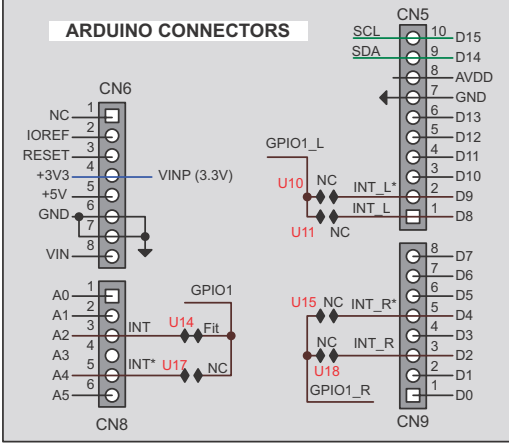 ARDUINO CONNECTORS
CN5
SCL 10 D15
SDA 9 D14
8 AVDD
7 GND
6 D13
5 D12
4 D11
3 D10
INT_L* 2 D9
INT_L 1 D8
GPIO1_L
U10 NC
U11 NC
CN6
NC 1
IOREF 2
RESET 3
+3V3 4 VINP (3.3V)
+5V 5
GND 6
7
VIN 8
A0 1
A1 2
A2 3 INT U14 Fit
A3 4
A4 5 INT* U17 NC
A5 6
CN8
GPIO1
8 D7
7 D6
6 D5
U15 NC INT_R* 5 D4
4 D3
NC INT_R 3 D2
U18
2 D1
GPIO1_R
1 D0
CN9